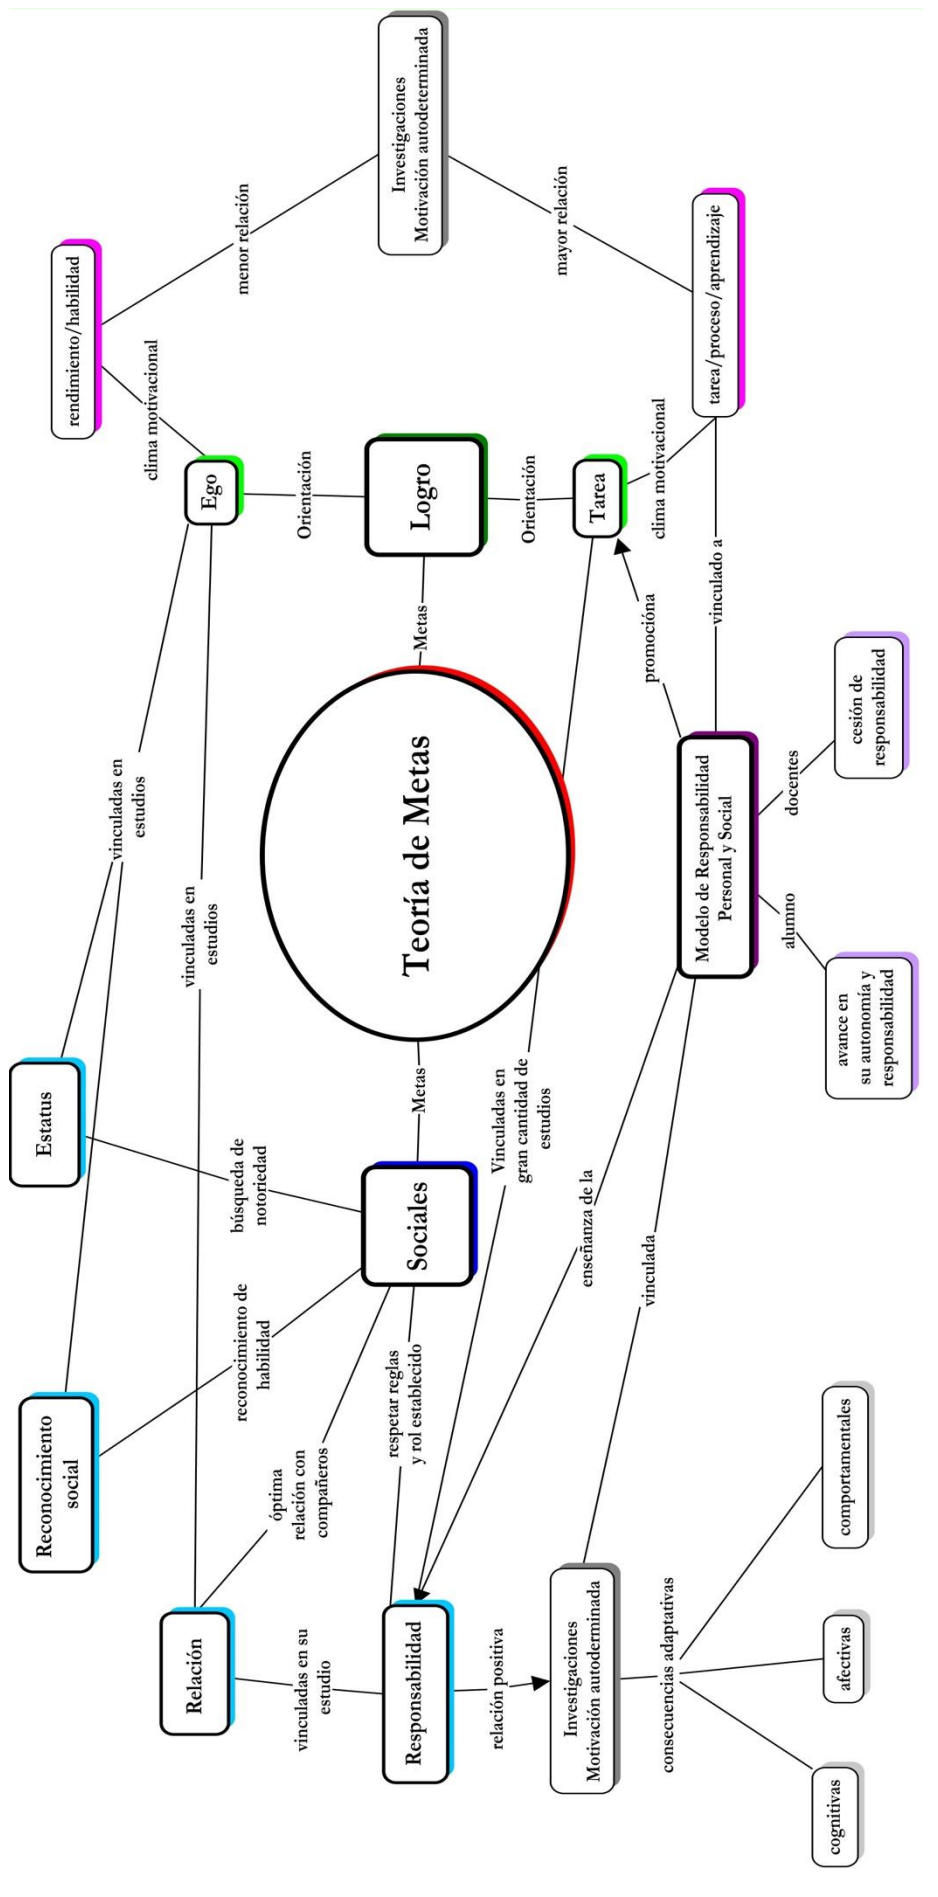 Reconocimiento
social
Estatus
rendimiento/habilidad
vinculadas en
estudios
clima motivacional
Relación
vinculadas en
estudios
Ego
búsqueda de
notoriedad
menor relación
reconocimiento de
habilidad
óptima
relación con
compañeros
vinculadas en su
estudio
Orientación
respetar reglas
y rol establecido
Responsabilidad
Sociales
Metas
Teoría de Metas
Metas
Logro
Investigaciones
Motivación autodeterminada
relación positiva
Vinculadas en
gran cantidad de
estudios
Orientación
mayor relación
Tarea
enseñanza de la
promocióna
clima motivacional
Investigaciones
Motivación autoderminada
vinculada
Modelo de Responsabilidad
Personal y Social
vinculado a
tarea/proceso/aprendizaje
consecuencias adaptativas
alumno
docentes
cognitivas
afectivas
comportamentales
avance en
su autonomía y
responsabilidad
cesión de
responsabilidad